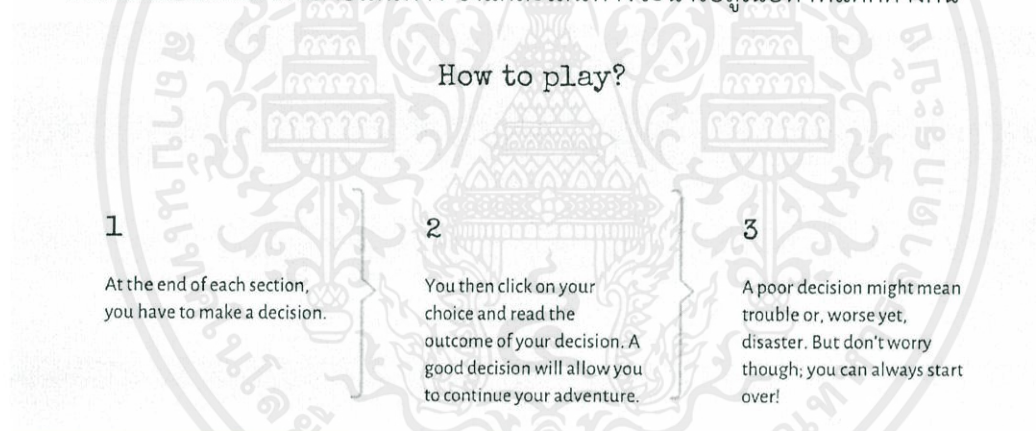 How to play?
1
At the end of each section,
you have to make a decision.
2
You then click on your
choice and read the
outcome of your decision. A
good decision will allow you
to continue your adventure.
3
A poor decision might mean
trouble or, worse yet,
disaster. But don't worry
though; you can always start
over!